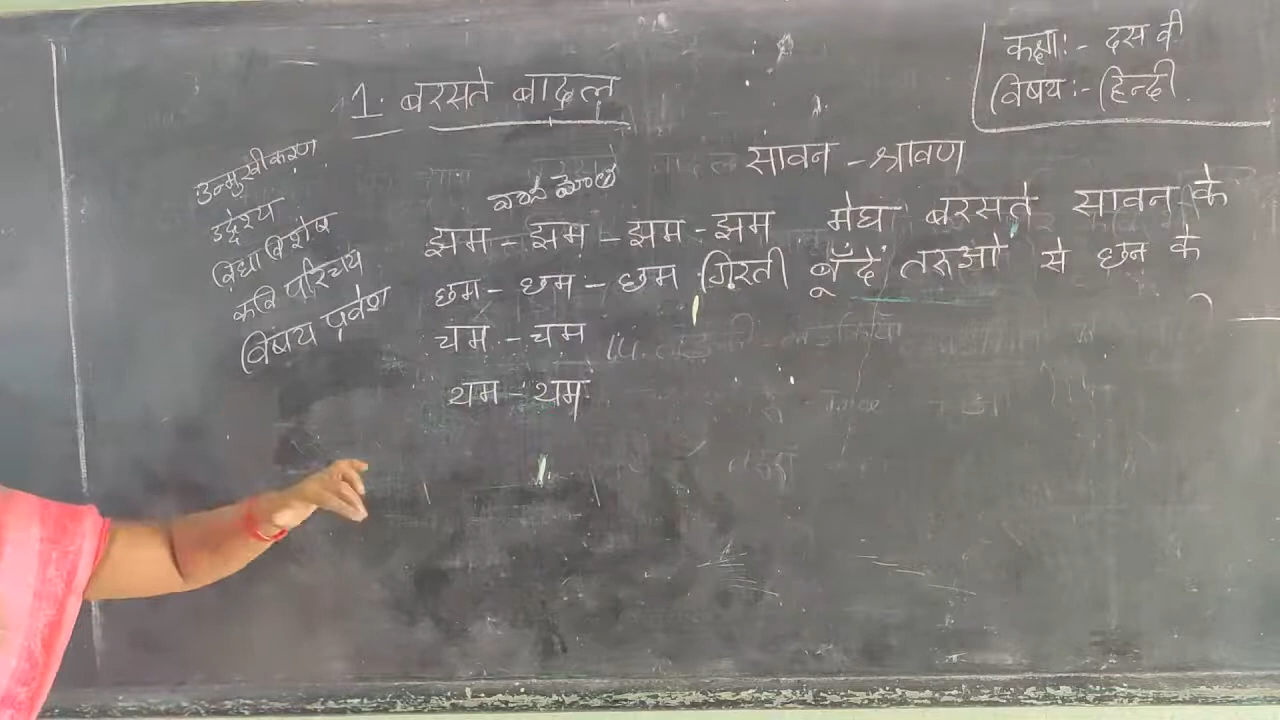 कक्षाः- दस वी
विषयः- हिन्दी.
1. बरसते बादल
सावन - श्रावण
उन्मुखीकरण
उद्देश्य
विधा विशेष
कवि परिचय
विषय प्रवेश
झम - झम - झम - झम मेघ बरसते सावन के
छम - छम - छम गिरती बूँदें तरुओं से छन के
चम - चम
थम - थम